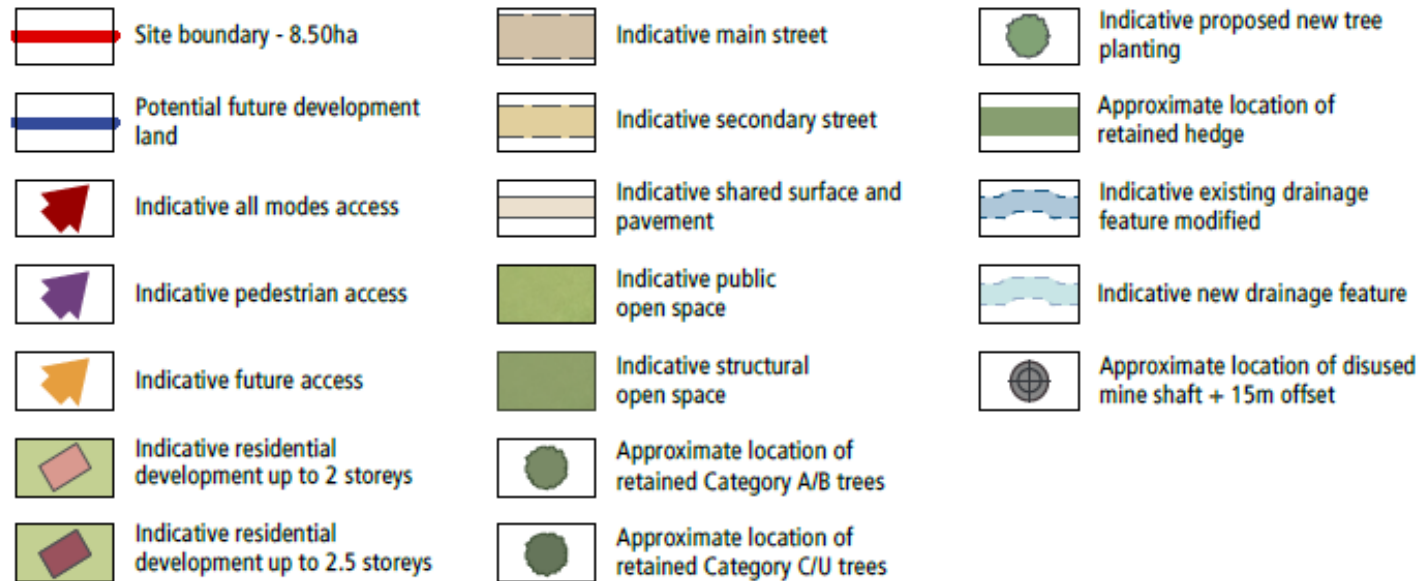 Site boundary - 8.50ha
Potential future development
land
Indicative all modes access
Indicative pedestrian access
Indicative future access
Indicative residential
development up to 2 storeys
Indicative residential
development up to 2.5 storeys
Indicative main street
Indicative secondary street
Indicative shared surface and
pavement
Indicative public
open space
Indicative structural
open space
Approximate location of
retained Category A/B trees
Approximate location of
retained Category C/U trees
Indicative proposed new tree
planting
Approximate location of
retained hedge
Indicative existing drainage
feature modified
Indicative new drainage feature
Approximate location of disused
mine shaft + 15m offset